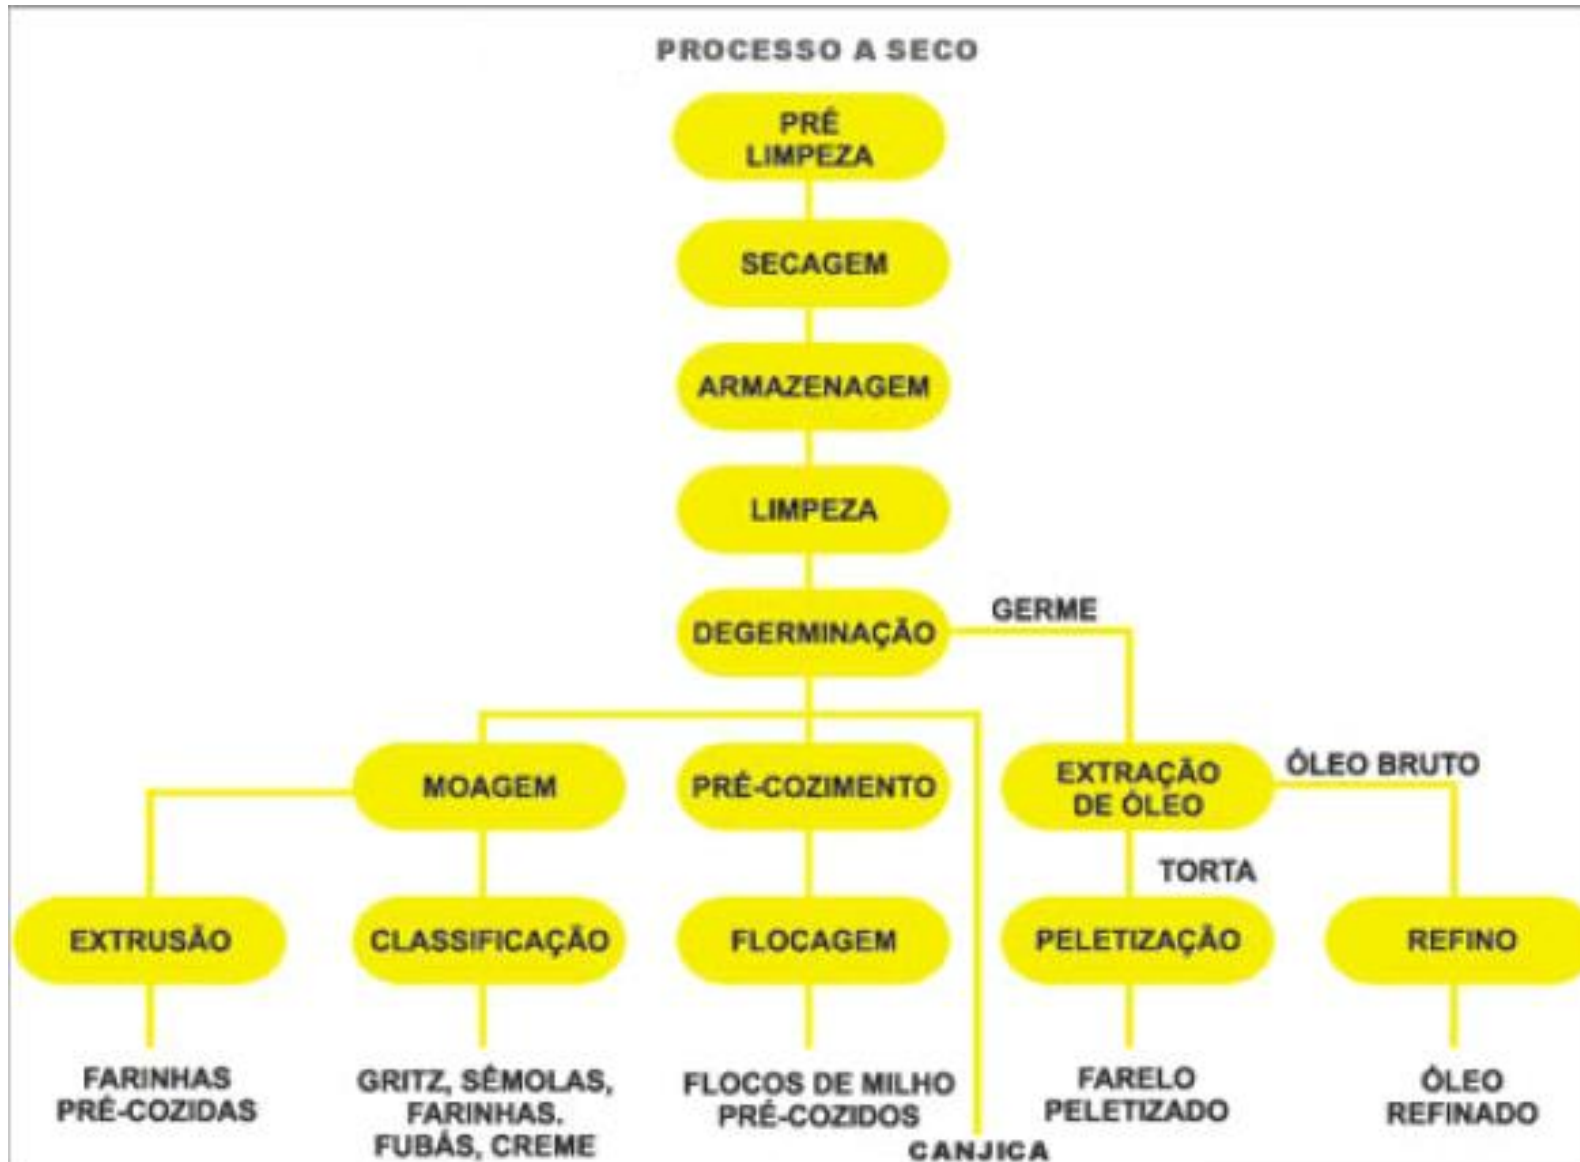 PROCESSO A SECO
PRÉ
LIMPEZA
SECAGEM
ARMAZENAGEM
LIMPEZA
DEGERMINAÇÃO
GERME
MOAGEM
PRÉ-COZIMENTO
EXTRAÇÃO
DE ÓLEO
ÓLEO BRUTO
TORTA
EXTRUSÃO
CLASSIFICAÇÃO
FLOCAGEM
PELETIZAÇÃO
REFINO
FARINHAS
PRÉ-COZIDAS
GRITZ, SÊMOLAS,
FARINHAS.
FUBÁS, CREME
FLOCOS DE MILHO
PRÉ-COZIDOS
CANJICA
FARELO
PELETIZADO
ÓLEO
REFINADO